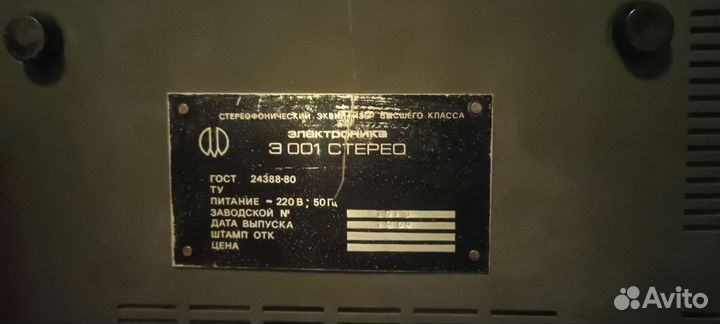 СТЕРЕОФОНИЧЕСКИЙ ЭКВАЛАЙЗЕР ВЫСШЕГО КЛАССА
электроника
Э 001 СТЕРЕО
ГОСТ 24388-80
ТУ
ПИТАНИЕ ~ 220 В; 50 Гц
ЗАВОДСКОЙ №
ДАТА ВЫПУСКА
ШТАМП ОТК
ЦЕНА
Avito